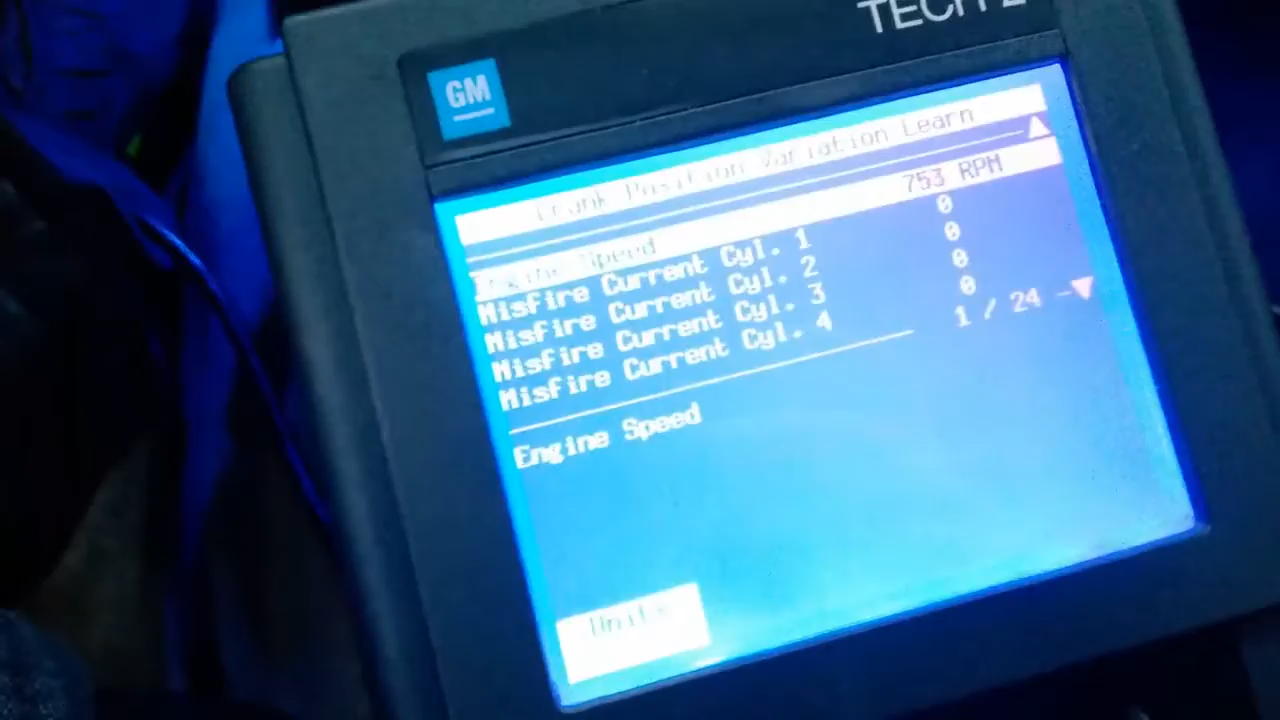 TECH 2
GM
Crank Position Variation Learn
Engine Speed 753 RPM
Misfire Current Cyl. 1 0
Misfire Current Cyl. 2 0
Misfire Current Cyl. 3 0
Misfire Current Cyl. 4 0
1 / 24
Engine Speed
Units